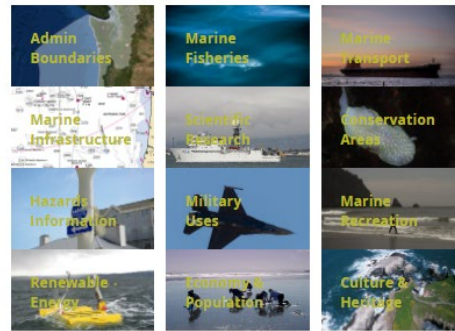 Admin
Boundaries
Marine
Fisheries
Marine
Transport
Marine
Infrastructure
Scientific
Research
Conservation
Areas
Hazards
Information
Military
Uses
Marine
Recreation
Renewable
Energy
Economy &
Population
Culture &
Heritage